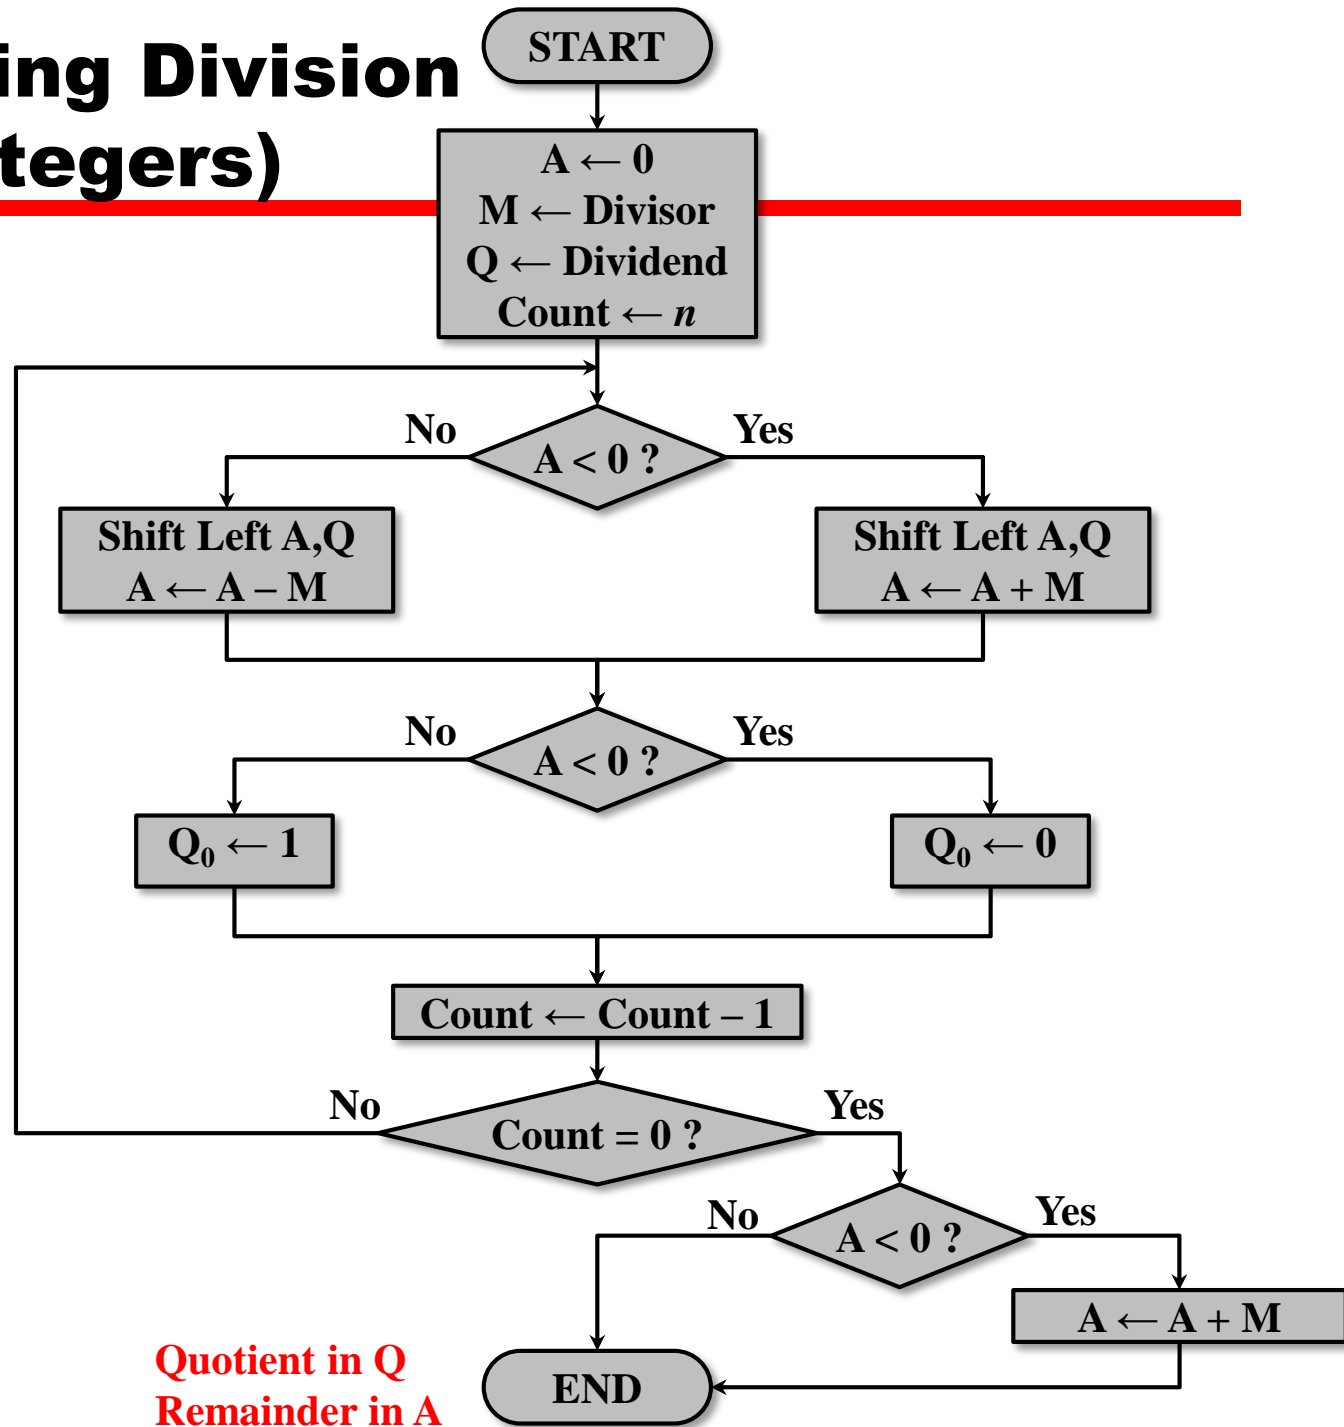 ing Division
tegers)
START
A ← 0
M ← Divisor
Q ← Dividend
Count ← n
No
A < 0 ?
Yes
Shift Left A,Q
A ← A – M
Shift Left A,Q
A ← A + M
No
A < 0 ?
Yes
Q₀ ← 1
Q₀ ← 0
Count ← Count – 1
No
Count = 0 ?
Yes
No
A < 0 ?
Yes
A ← A + M
Quotient in Q
Remainder in A
END